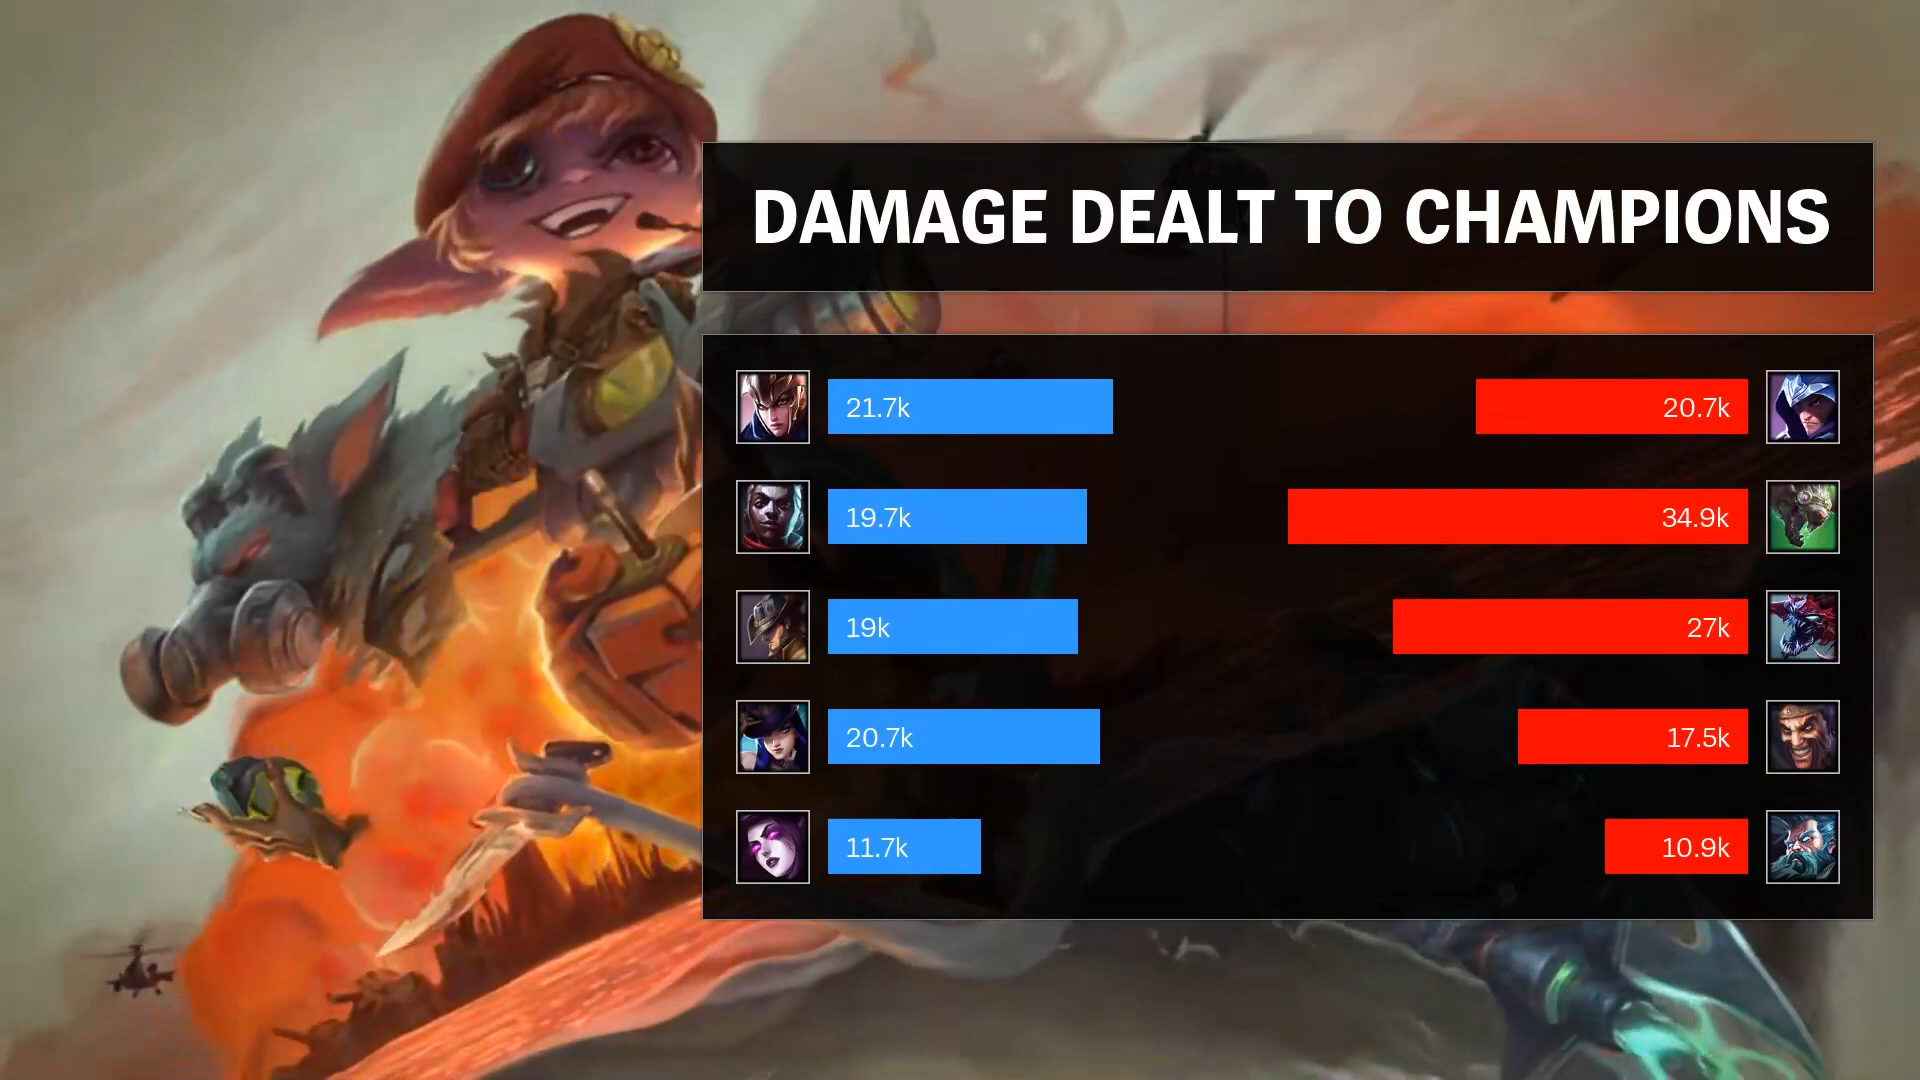 DAMAGE DEALT TO CHAMPIONS
21.7k 20.7k
19.7k 34.9k
19k 27k
20.7k 17.5k
11.7k 10.9k